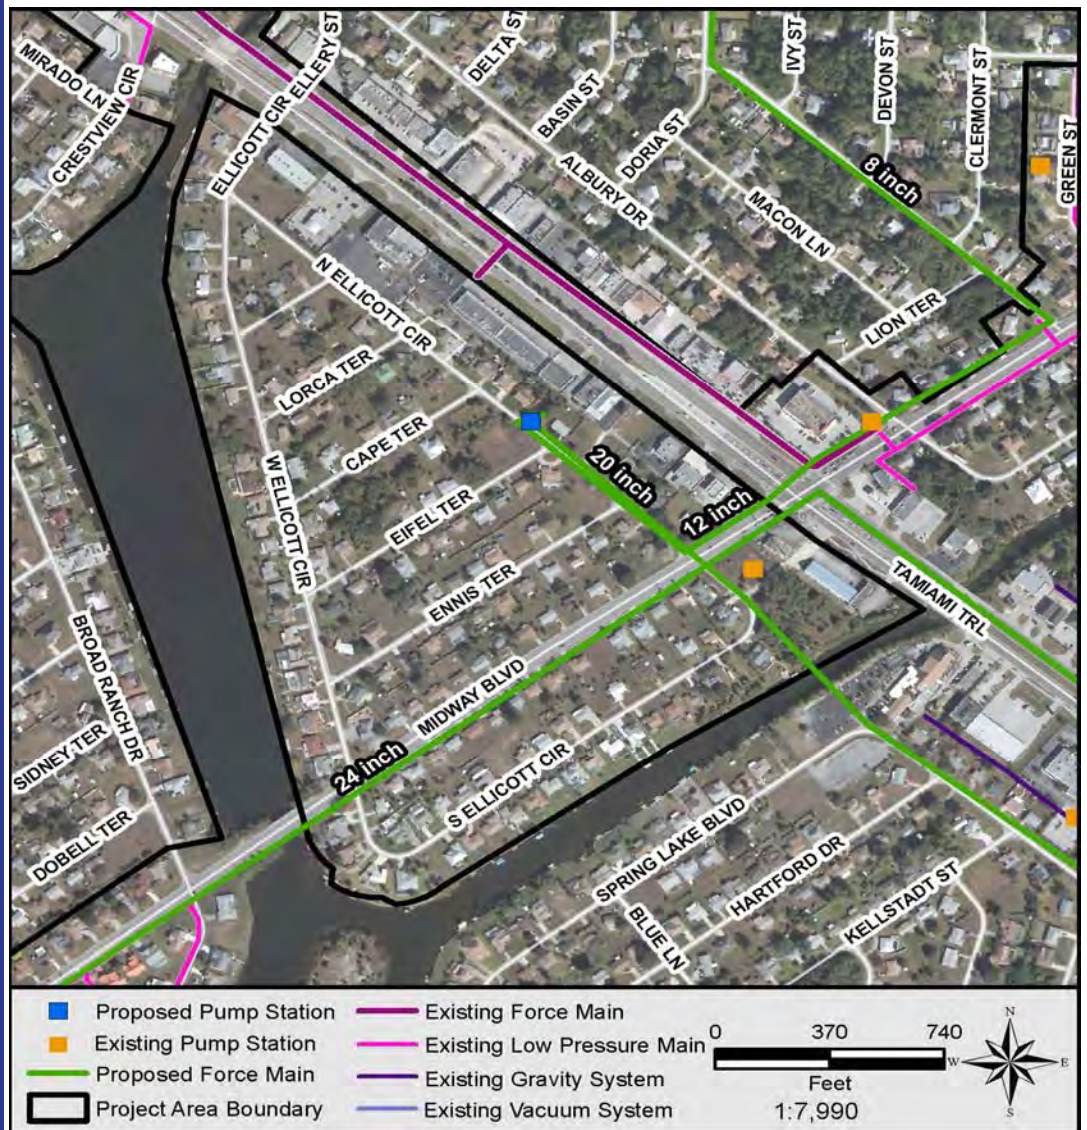 MIRADO LN
CRESTVIEW CIR
ELLICOTT CIR
ELLERY ST
DELTA ST
BASIN ST
DORIA ST
ALBURY DR
IVY ST
DEVON ST
CLERMONT ST
GREEN ST
8 inch
MACON LN
LION TER
N ELLICOTT CIR
LORCA TER
CAPE TER
EIFEL TER
ENNIS TER
W ELLICOTT CIR
20 inch
12 inch
TAMIAMI TRL
MIDWAY BLVD
24 inch
S ELLICOTT CIR
BROAD RANCH DR
SIDNEY TER
DOBELL TER
SPRING LAKE BLVD
HARTFORD DR
BLUE LN
KELLSTADT ST
Proposed Pump Station
Existing Pump Station
Proposed Force Main
Project Area Boundary
Existing Force Main
Existing Low Pressure Main
Existing Gravity System
Existing Vacuum System
0 370 740
Feet
1:7,990
N
W E
S